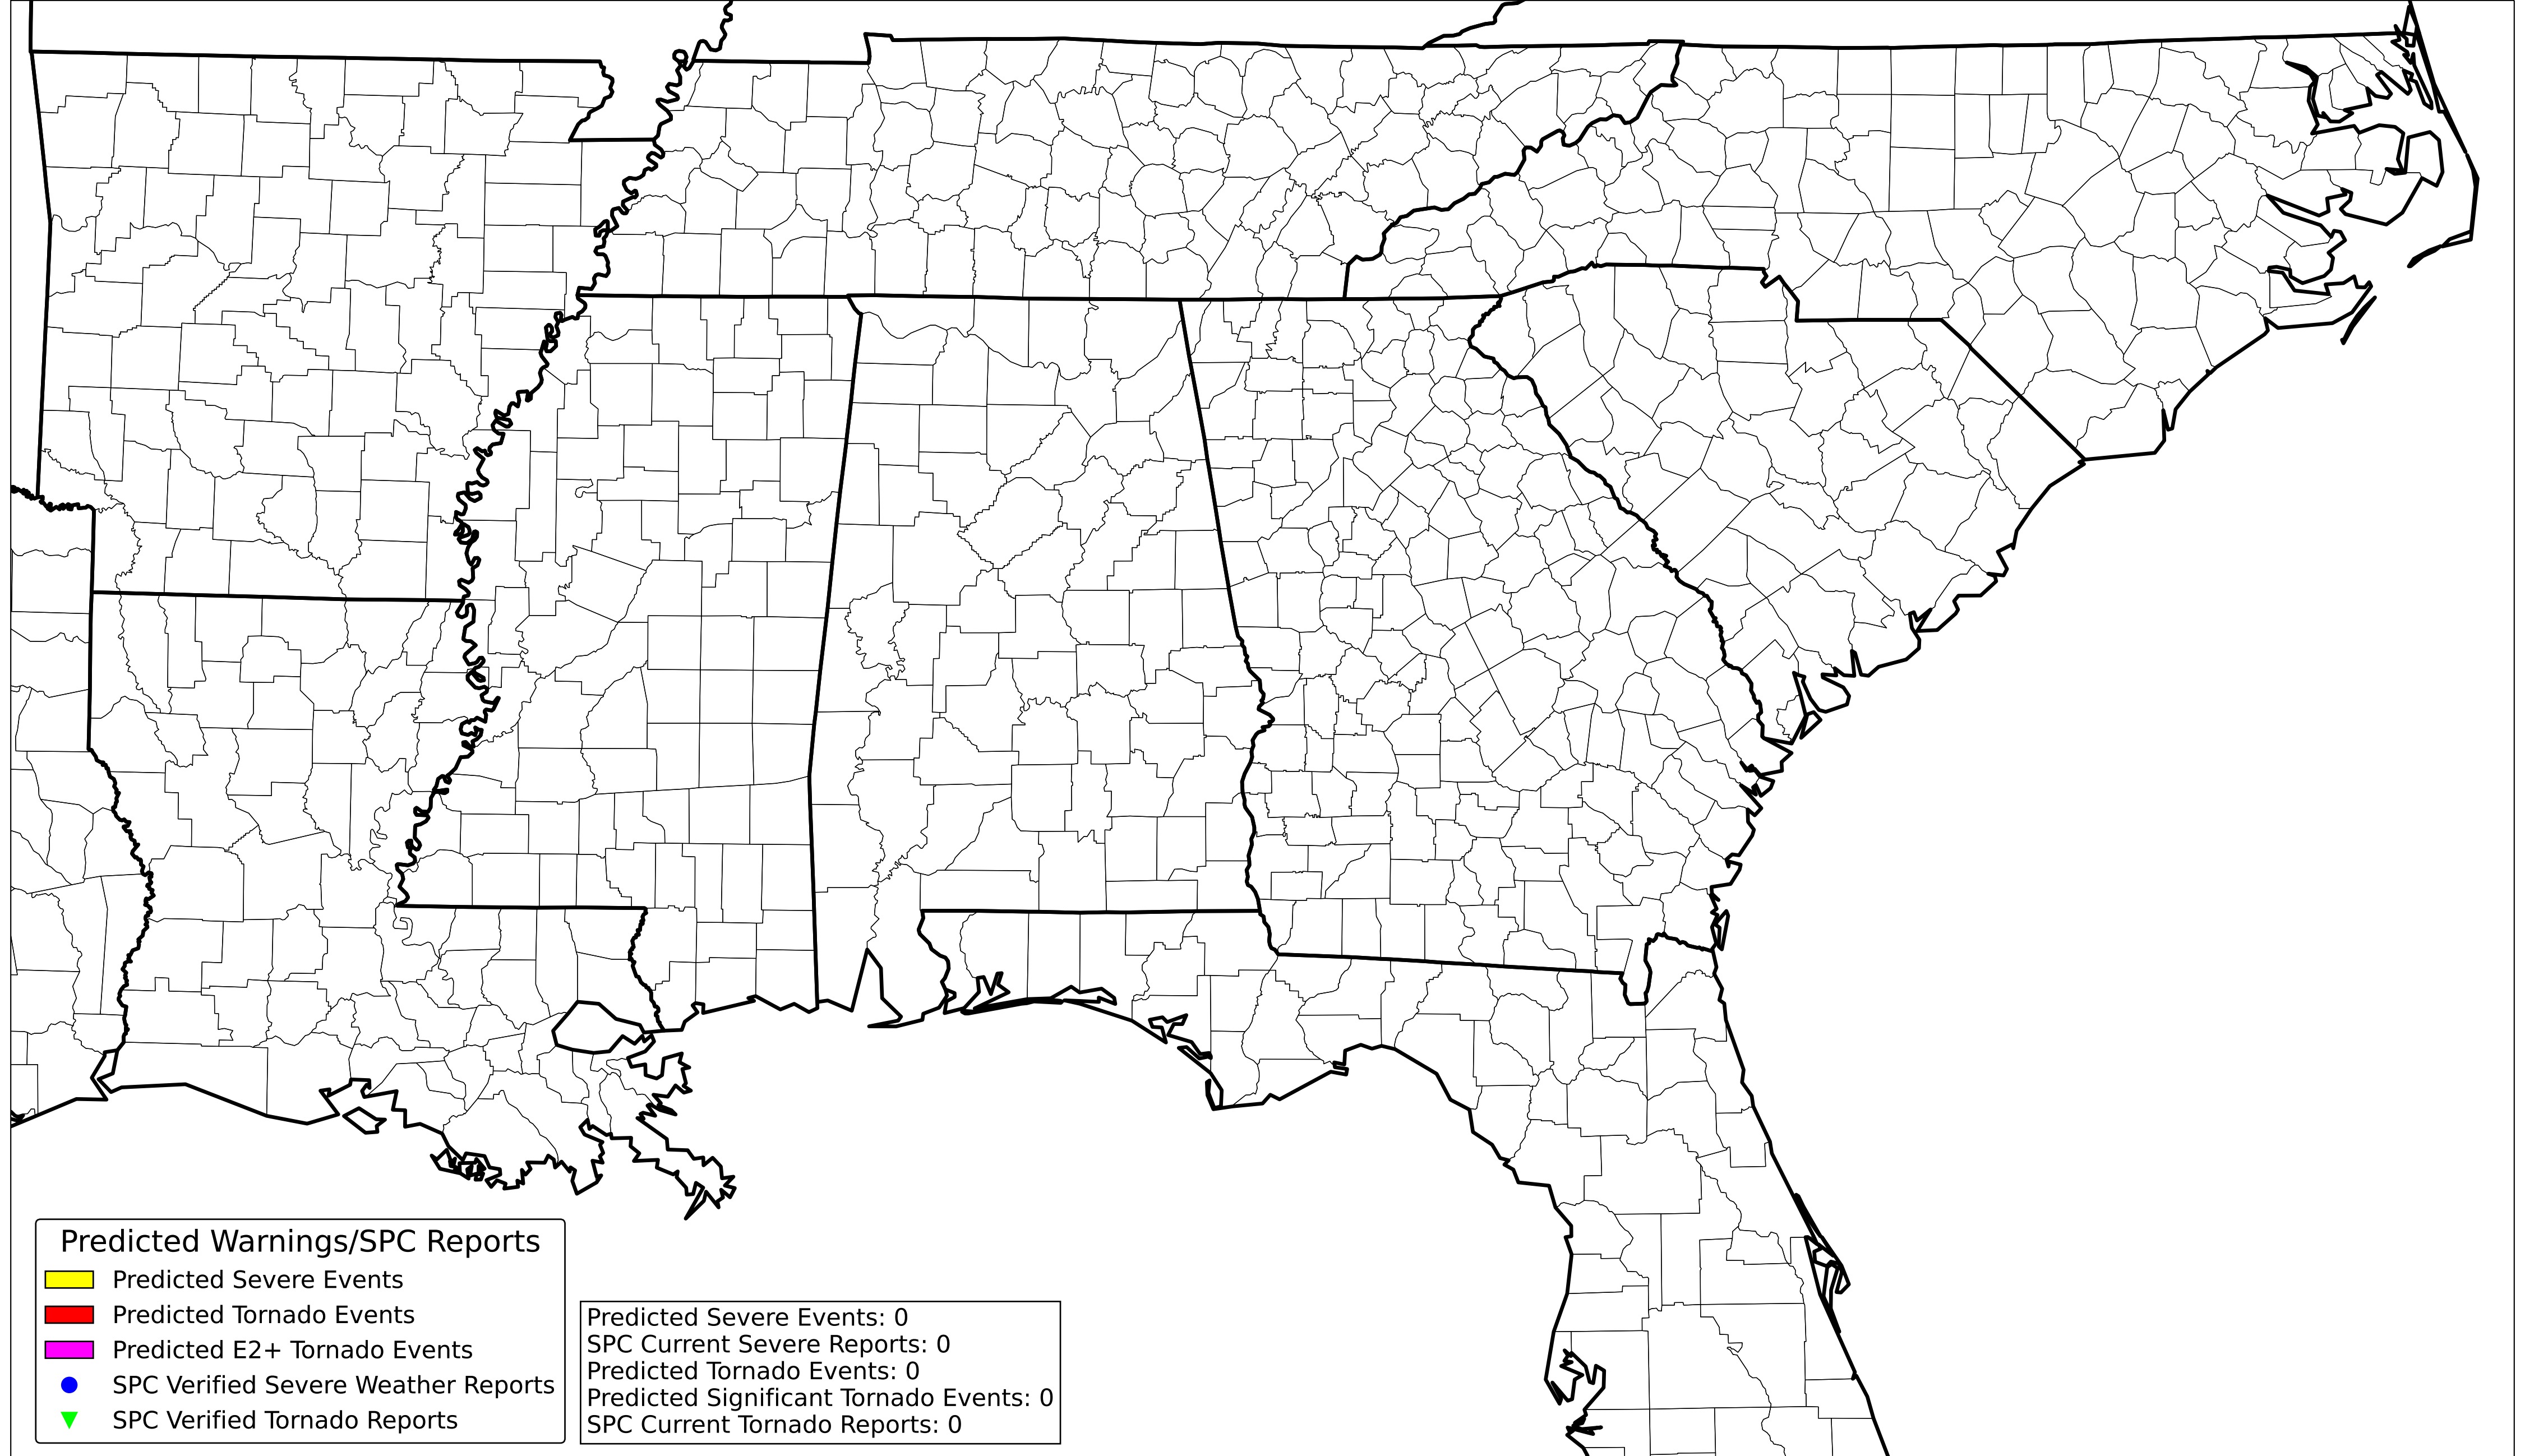 Predicted Warnings/SPC Reports
Predicted Severe Events
Predicted Tornado Events
Predicted E2+ Tornado Events
SPC Verified Severe Weather Reports
SPC Verified Tornado Reports
Predicted Severe Events: 0
SPC Current Severe Reports: 0
Predicted Tornado Events: 0
Predicted Significant Tornado Events: 0
SPC Current Tornado Reports: 0